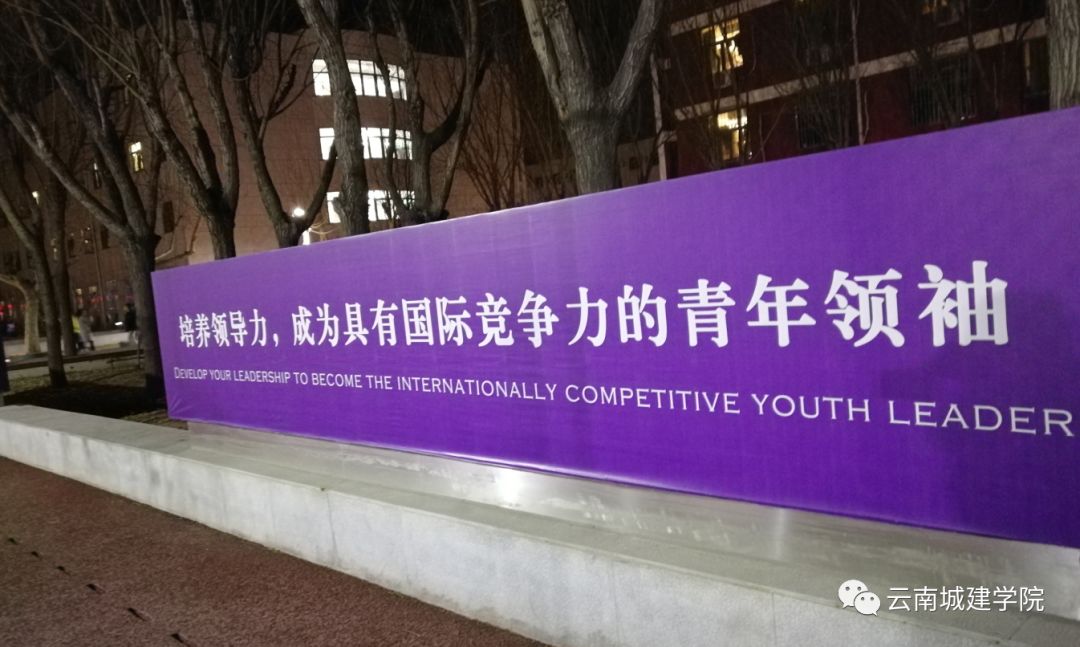 培养领导力，成为具有国际竞争力的青年领袖
DEVELOP YOUR LEADERSHIP TO BECOME THE INTERNATIONALLY COMPETITIVE YOUTH LEADER
云南城建学院